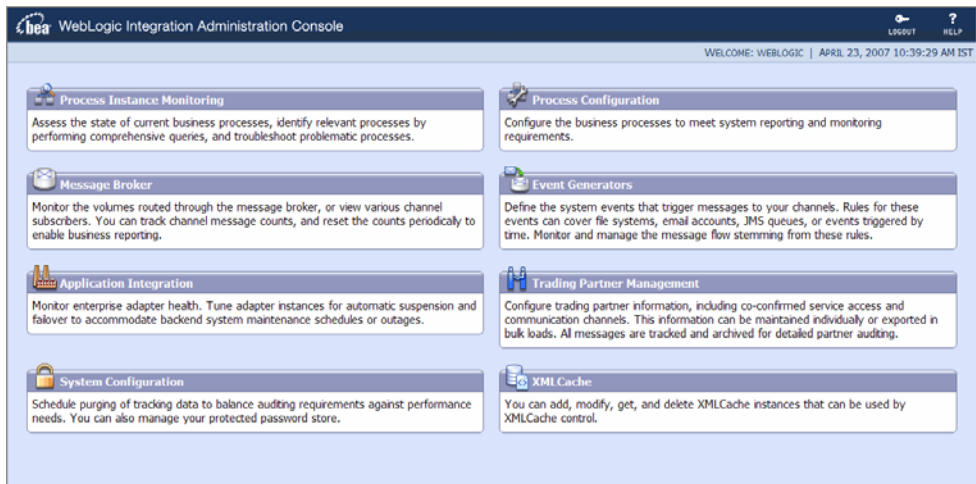 bea WebLogic Integration Administration Console
LOGOUT
HELP
WELCOME: WEBLOGIC | APRIL 23, 2007 10:39:29 AM IST
Process Instance Monitoring
Assess the state of current business processes, identify relevant processes by
performing comprehensive queries, and troubleshoot problematic processes.
Process Configuration
Configure the business processes to meet system reporting and monitoring
requirements.
Message Broker
Monitor the volumes routed through the message broker, or view various channel
subscribers. You can track channel message counts, and reset the counts periodically to
enable business reporting.
Event Generators
Define the system events that trigger messages to your channels. Rules for these
events can cover file systems, email accounts, JMS queues, or events triggered by
time. Monitor and manage the message flow stemming from these rules.
Application Integration
Monitor enterprise adapter health. Tune adapter instances for automatic suspension and
failover to accommodate backend system maintenance schedules or outages.
Trading Partner Management
Configure trading partner information, including co-confirmed service access and
communication channels. This information can be maintained individually or exported in
bulk loads. All messages are tracked and archived for detailed partner auditing.
System Configuration
Schedule purging of tracking data to balance auditing requirements against performance
needs. You can also manage your protected password store.
XMLCache
You can add, modify, get, and delete XMLCache instances that can be used by
XMLCache control.